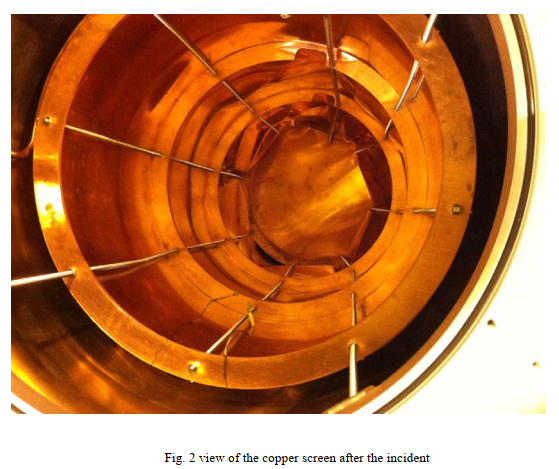 Fig. 2 view of the copper screen after the incident